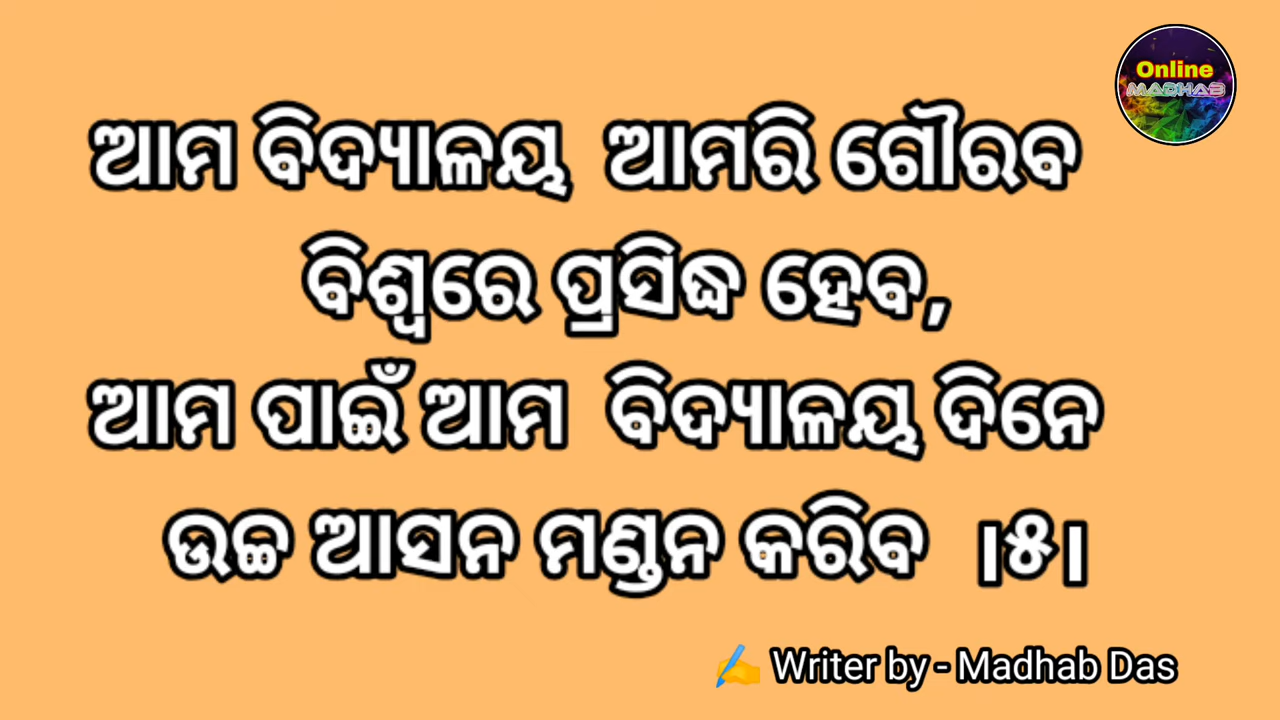 Online
MADHAB
ଆମ ବିଦ୍ୟାଳୟ ଆମରି ଗୌରବ
ବିଶ୍ୱରେ ପ୍ରସିଦ୍ଧ ହେବ,
ଆମ ପାଇଁ ଆମ ବିଦ୍ୟାଳୟ ଦିନେ
ଉଚ୍ଚ ଆସନ ମଣ୍ଡନ କରିବ ।୫।
✍️ Writer by - Madhab Das